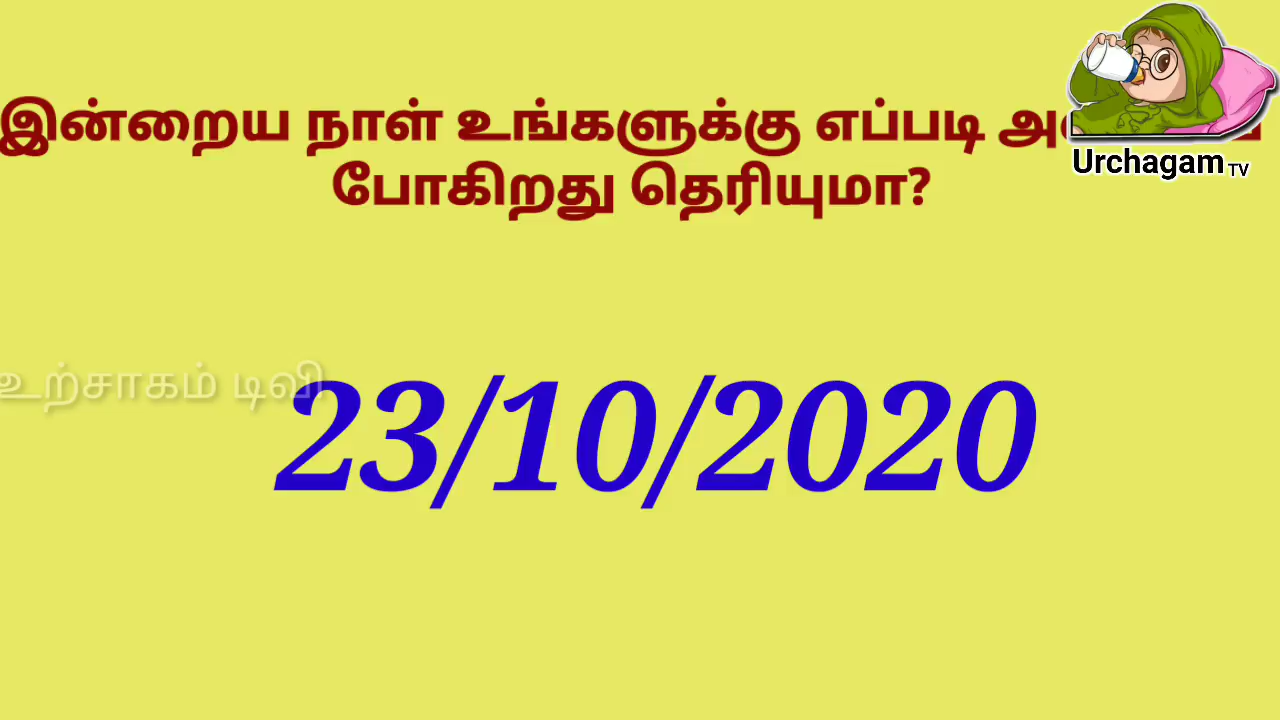 இன்றைய நாள் உங்களுக்கு எப்படி
போகிறது தெரியுமா?
Urchagam TV
உற்சாகம் டிவி
23/10/2020